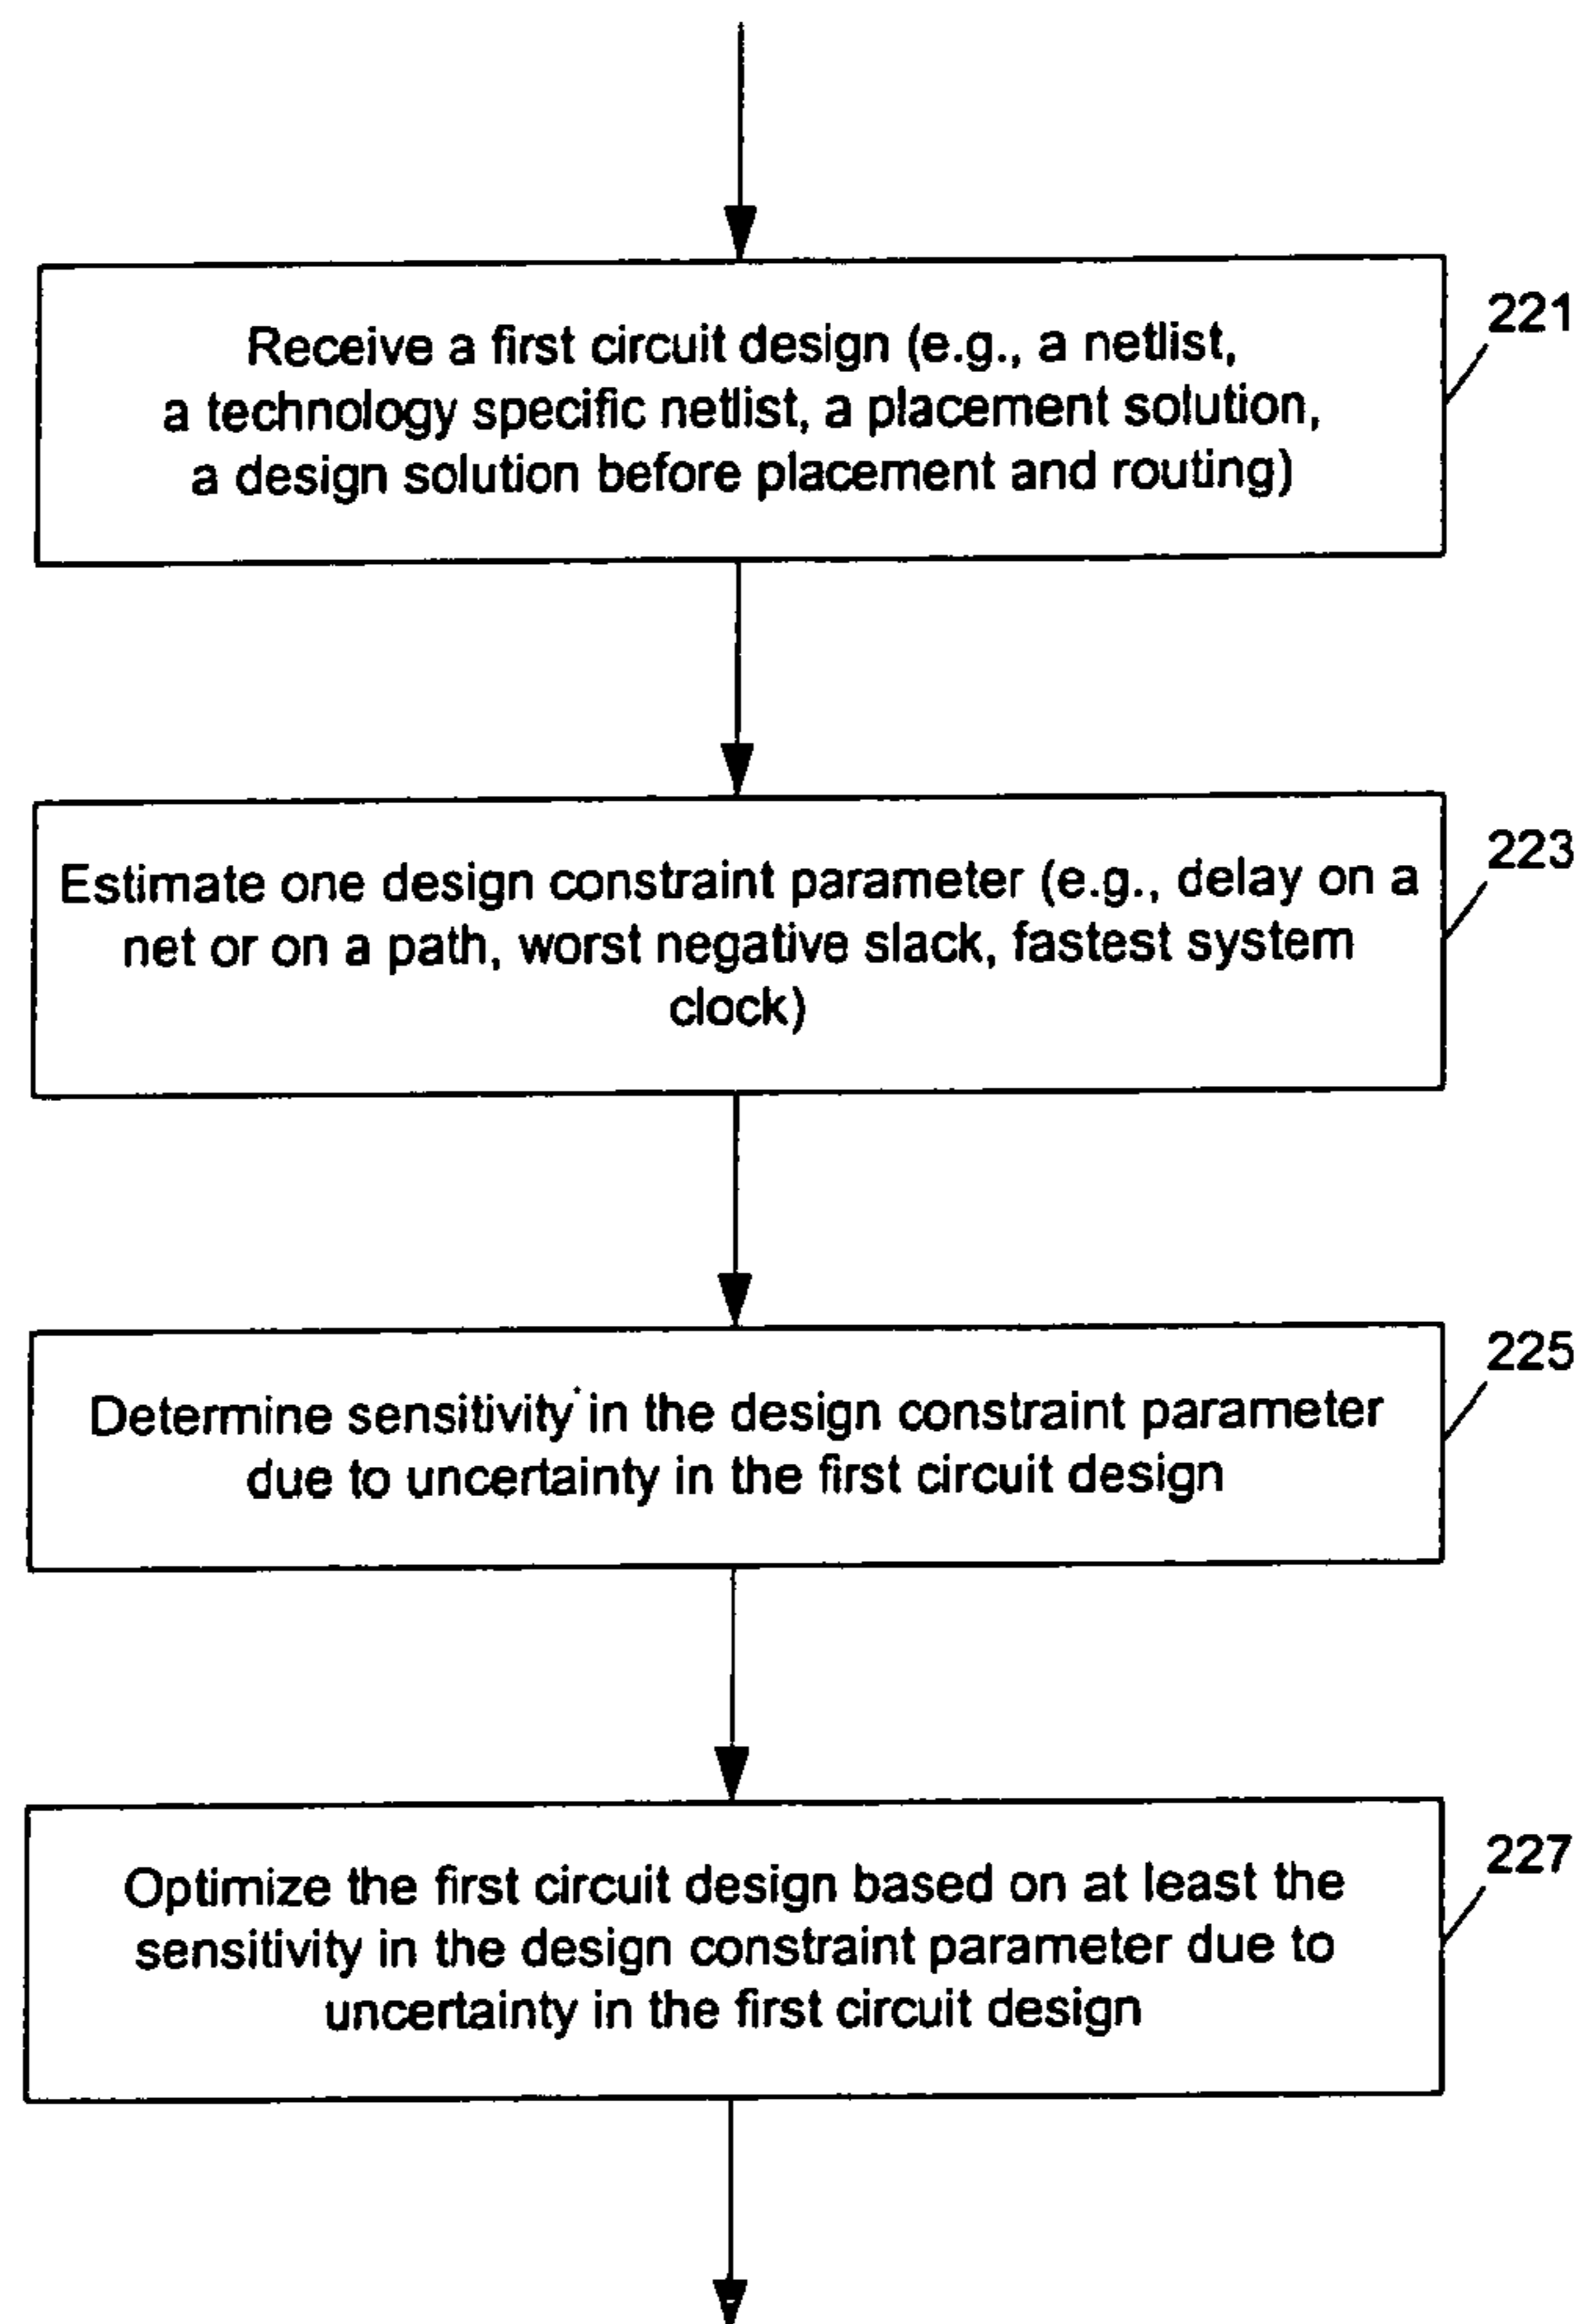 Receive a first circuit design (e.g., a netlist,
a technology specific netlist, a placement solution,
a design solution before placement and routing)
221
Estimate one design constraint parameter (e.g., delay on a
net or on a path, worst negative slack, fastest system
clock)
223
Determine sensitivity in the design constraint parameter
due to uncertainty in the first circuit design
225
Optimize the first circuit design based on at least the
sensitivity in the design constraint parameter due to
uncertainty in the first circuit design
227